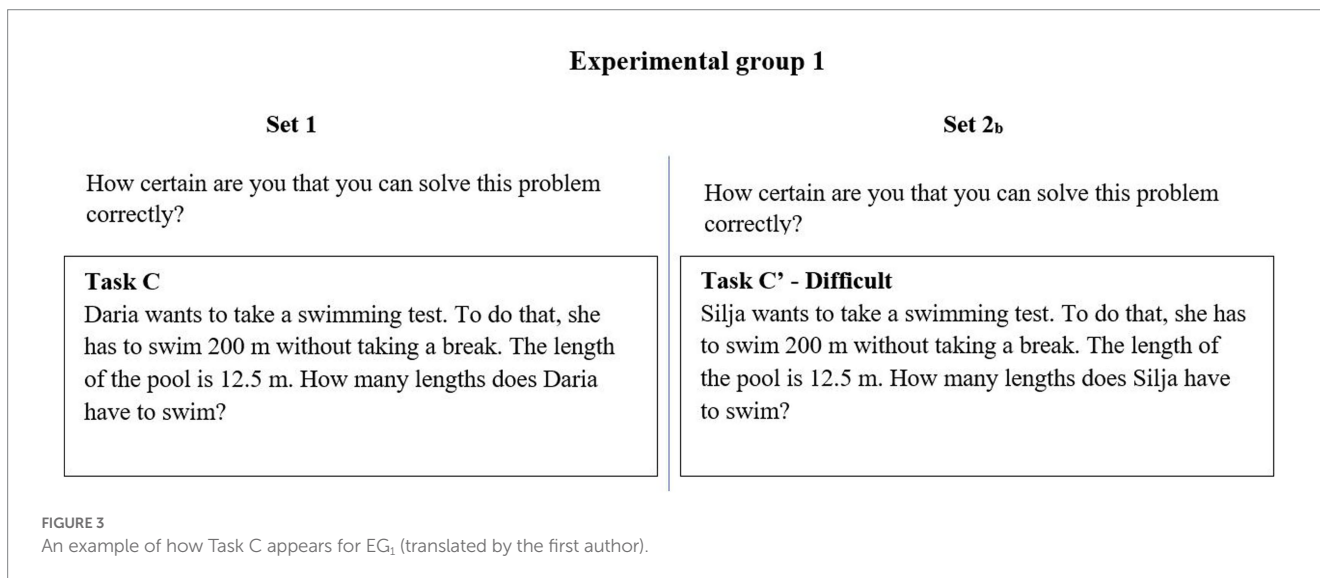 Experimental group 1
Set 1
How certain are you that you can solve this problem
correctly?
Task C
Daria wants to take a swimming test. To do that, she
has to swim 200 m without taking a break. The length
of the pool is 12.5 m. How many lengths does Daria
have to swim?
Set 2b
How certain are you that you can solve this problem
correctly?
Task C’ - Difficult
Silja wants to take a swimming test. To do that, she has
to swim 200 m without taking a break. The length of
the pool is 12.5 m. How many lengths does Silja have
to swim?
FIGURE 3
An example of how Task C appears for EG₁ (translated by the first author).